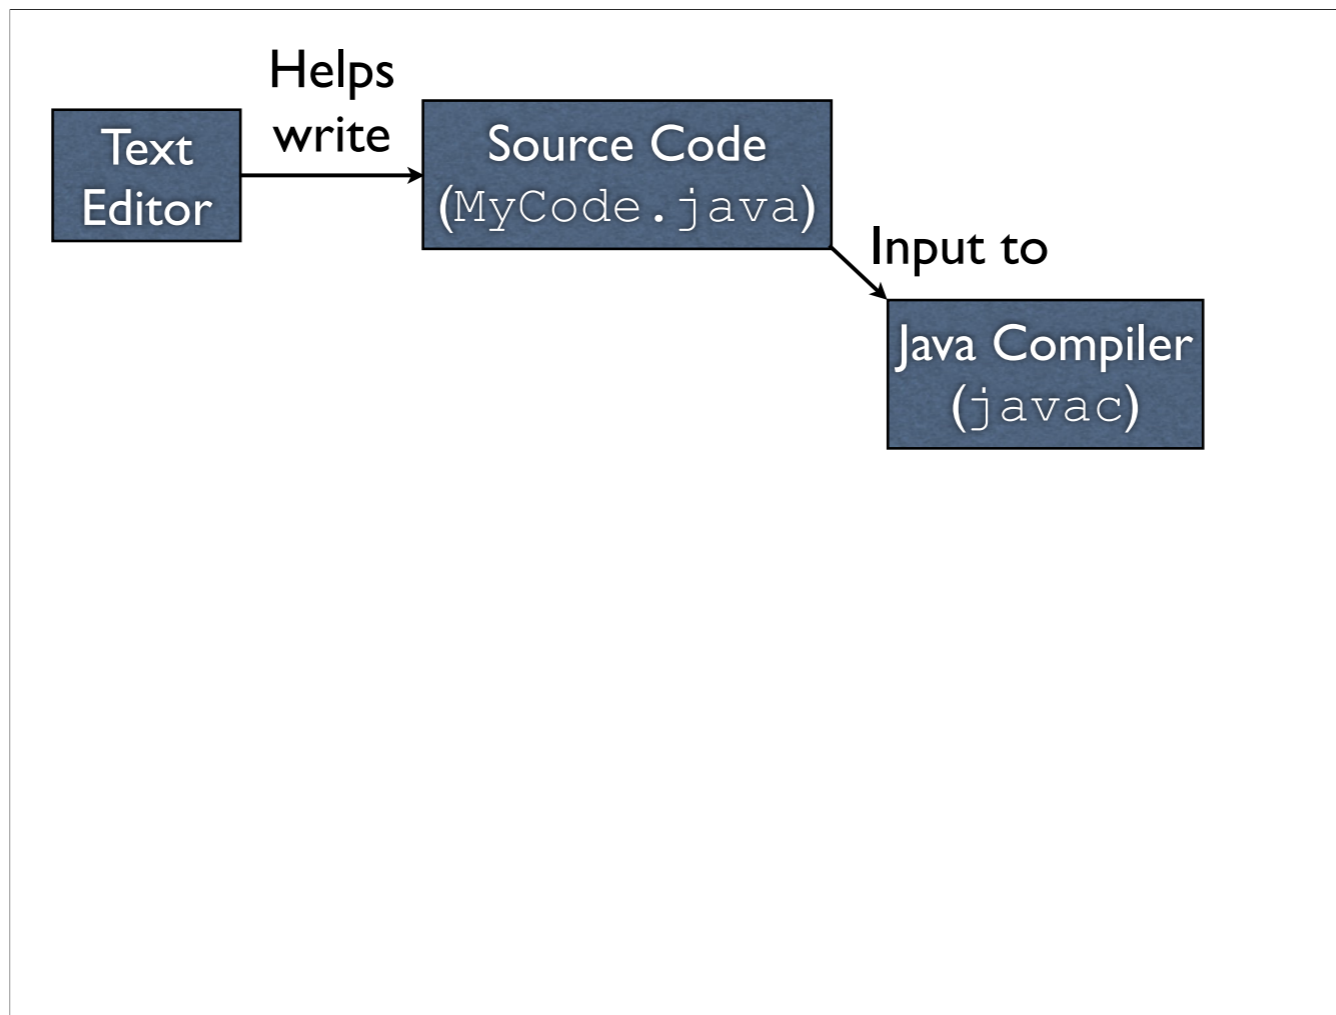 Helps
write
Text
Editor
Source Code
(MyCode.java)
Input to
Java Compiler
(javac)